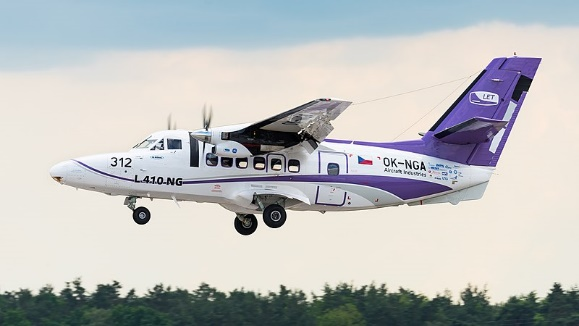 LET
312
L 410 NG
OK-NGA
Aircraft Industries